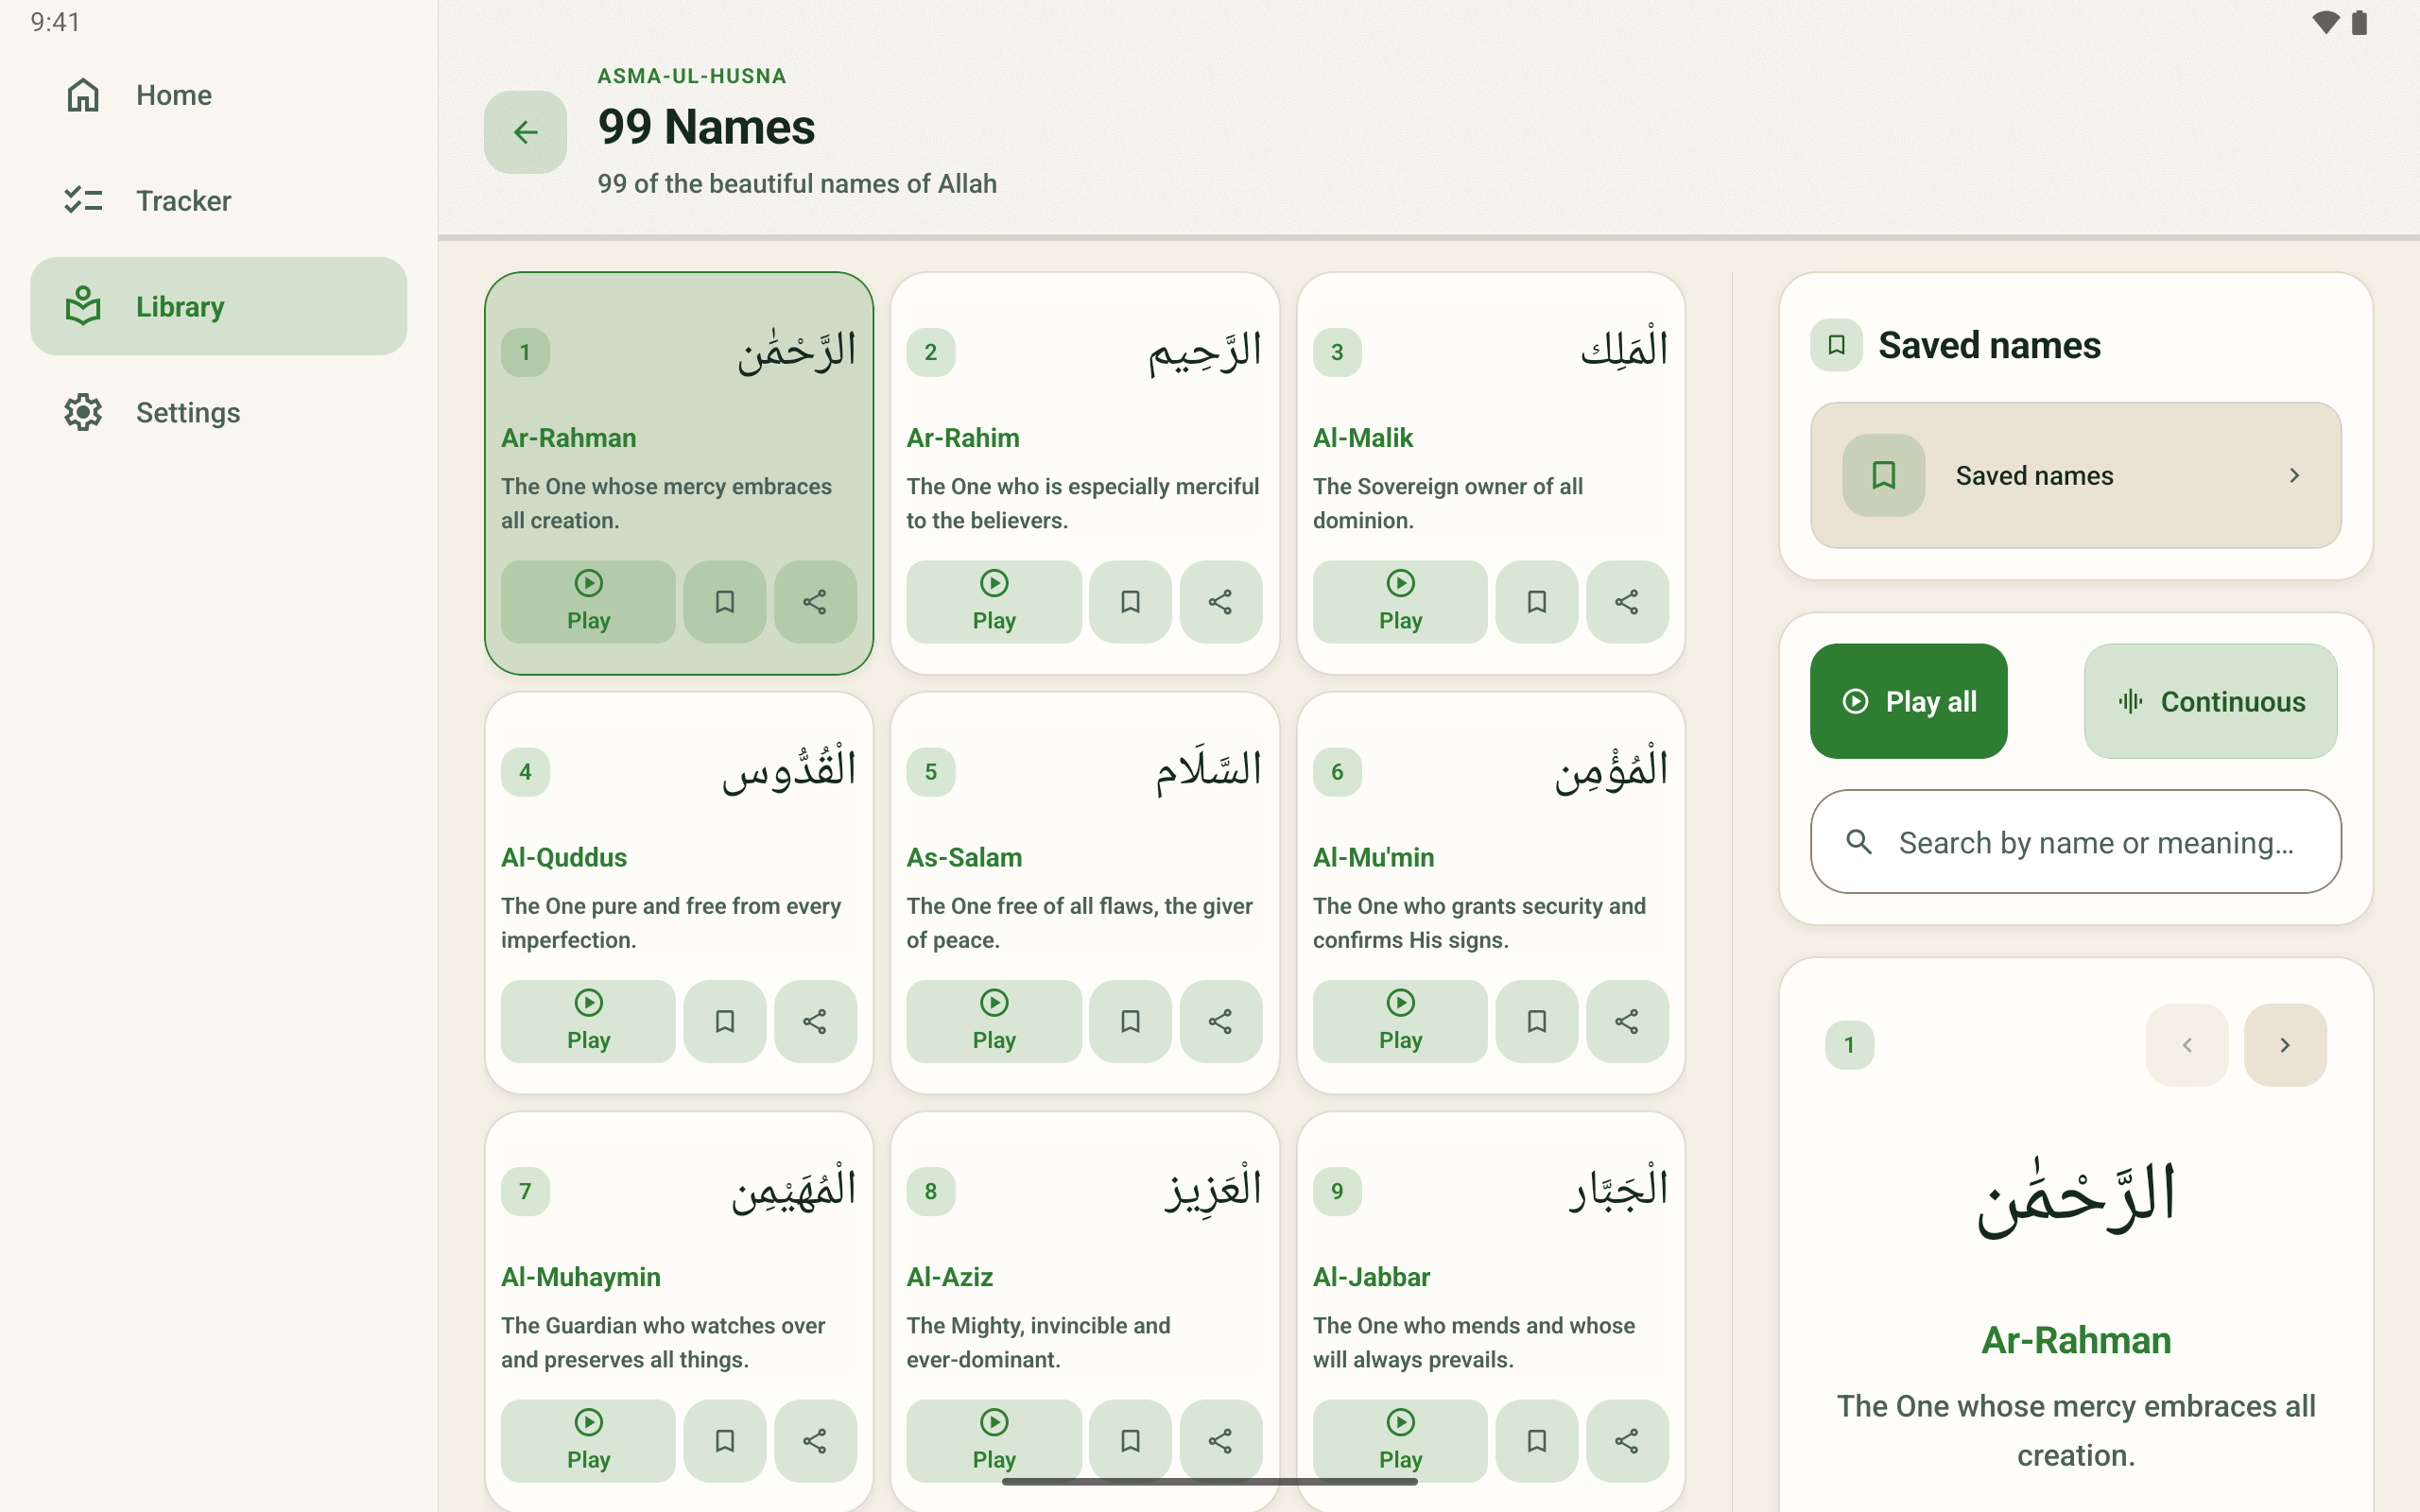 9:41
Home
Tracker
Library
Settings
ASMA-UL-HUSNA
99 Names
99 of the beautiful names of Allah
1
الرَّحْمَٰن
Ar-Rahman
The One whose mercy embraces
all creation.
Play
2
الرَّحِيم
Ar-Rahim
The One who is especially merciful
to the believers.
Play
3
الْمَلِك
Al-Malik
The Sovereign owner of all
dominion.
Play
4
الْقُدُّوس
Al-Quddus
The One pure and free from every
imperfection.
Play
5
السَّلَام
As-Salam
The One free of all flaws, the giver
of peace.
Play
6
الْمُؤْمِن
Al-Mu'min
The One who grants security and
confirms His signs.
Play
7
الْمُهَيْمِن
Al-Muhaymin
The Guardian who watches over
and preserves all things.
Play
8
الْعَزِيز
Al-Aziz
The Mighty, invincible and
ever-dominant.
Play
9
الْجَبَّار
Al-Jabbar
The One who mends and whose
will always prevails.
Play
Saved names
Saved names
Play all
Continuous
Search by name or meaning...
1
الرَّحْمَٰن
Ar-Rahman
The One whose mercy embraces all
creation.